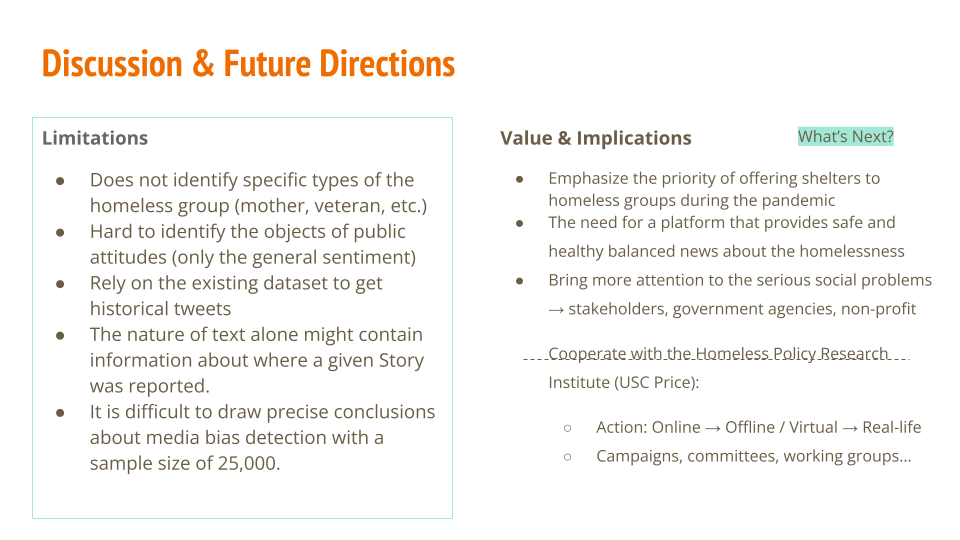 Discussion & Future Directions
Limitations
● Does not identify specific types of the
homeless group (mother, veteran, etc.)
● Hard to identify the objects of public
attitudes (only the general sentiment)
● Rely on the existing dataset to get
historical tweets
● The nature of text alone might contain
information about where a given Story
was reported.
● It is difficult to draw precise conclusions
about media bias detection with a
sample size of 25,000.
Value & Implications
What's Next?
● Emphasize the priority of offering shelters to
homeless groups during the pandemic
● The need for a platform that provides safe and
healthy balanced news about the homelessness
● Bring more attention to the serious social problems
→ stakeholders, government agencies, non-profit
Cooperate with the Homeless Policy Research
Institute (USC Price):
○ Action: Online → Offline / Virtual → Real-life
○ Campaigns, committees, working groups...